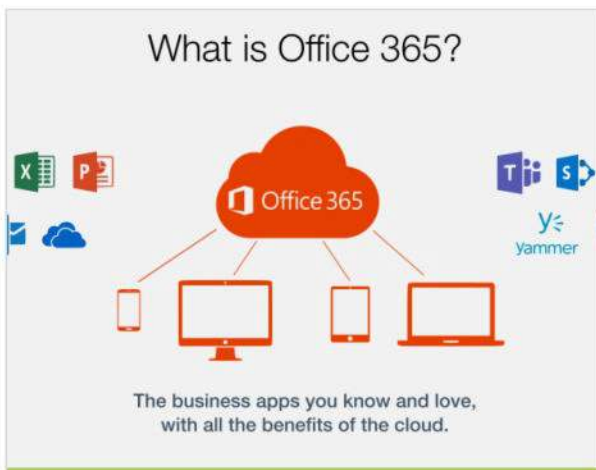 What is Office 365?
X
P
Office 365
T
S
y
yammer
The business apps you know and love,
with all the benefits of the cloud.